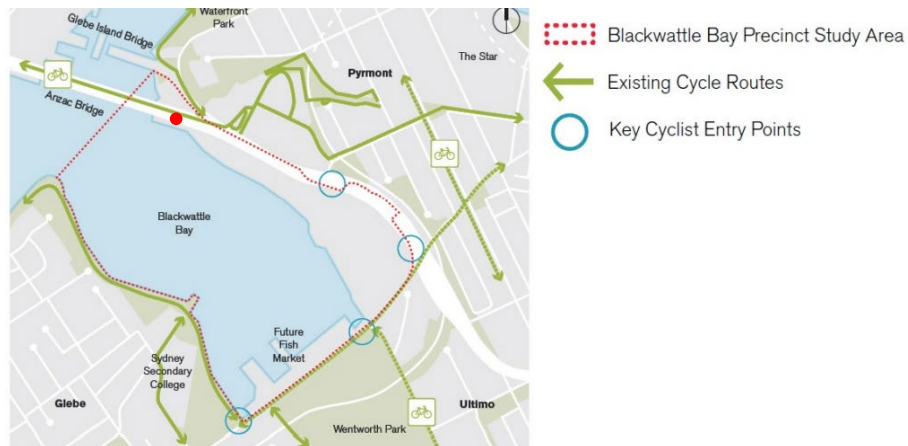 Waterfront
Park
Glebe Island Bridge
The Star
Pyrmont
Anzac Bridge
Blackwattle
Bay
Future
Fish
Market
Sydney
Secondary
College
Glebe
Ultimo
Wentworth Park
Blackwattle Bay Precinct Study Area
Existing Cycle Routes
Key Cyclist Entry Points